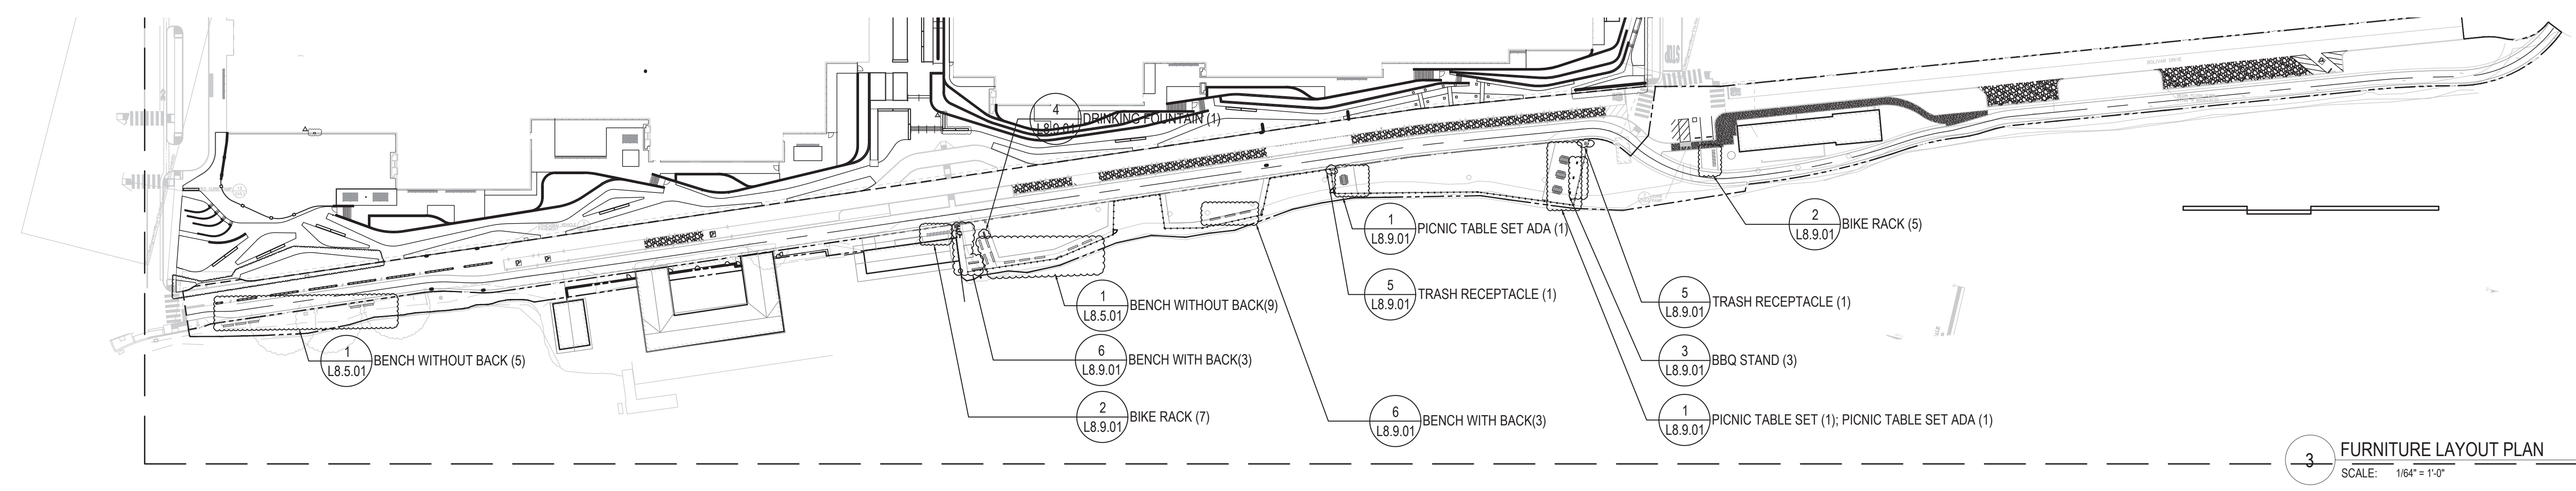 STOP
BOLIVAR DRIVE
4
L8.9.01
DRINKING FOUNTAIN (1)
1
L8.9.01
PICNIC TABLE SET ADA (1)
2
L8.9.01
BIKE RACK (5)
5
L8.9.01
TRASH RECEPTACLE (1)
5
L8.9.01
TRASH RECEPTACLE (1)
1
L8.5.01
BENCH WITHOUT BACK(9)
1
L8.5.01
BENCH WITHOUT BACK (5)
6
L8.9.01
BENCH WITH BACK(3)
3
L8.9.01
BBQ STAND (3)
2
L8.9.01
BIKE RACK (7)
6
L8.9.01
BENCH WITH BACK(3)
1
L8.9.01
PICNIC TABLE SET (1); PICNIC TABLE SET ADA (1)
3
FURNITURE LAYOUT PLAN
SCALE: 1/64" = 1'-0"